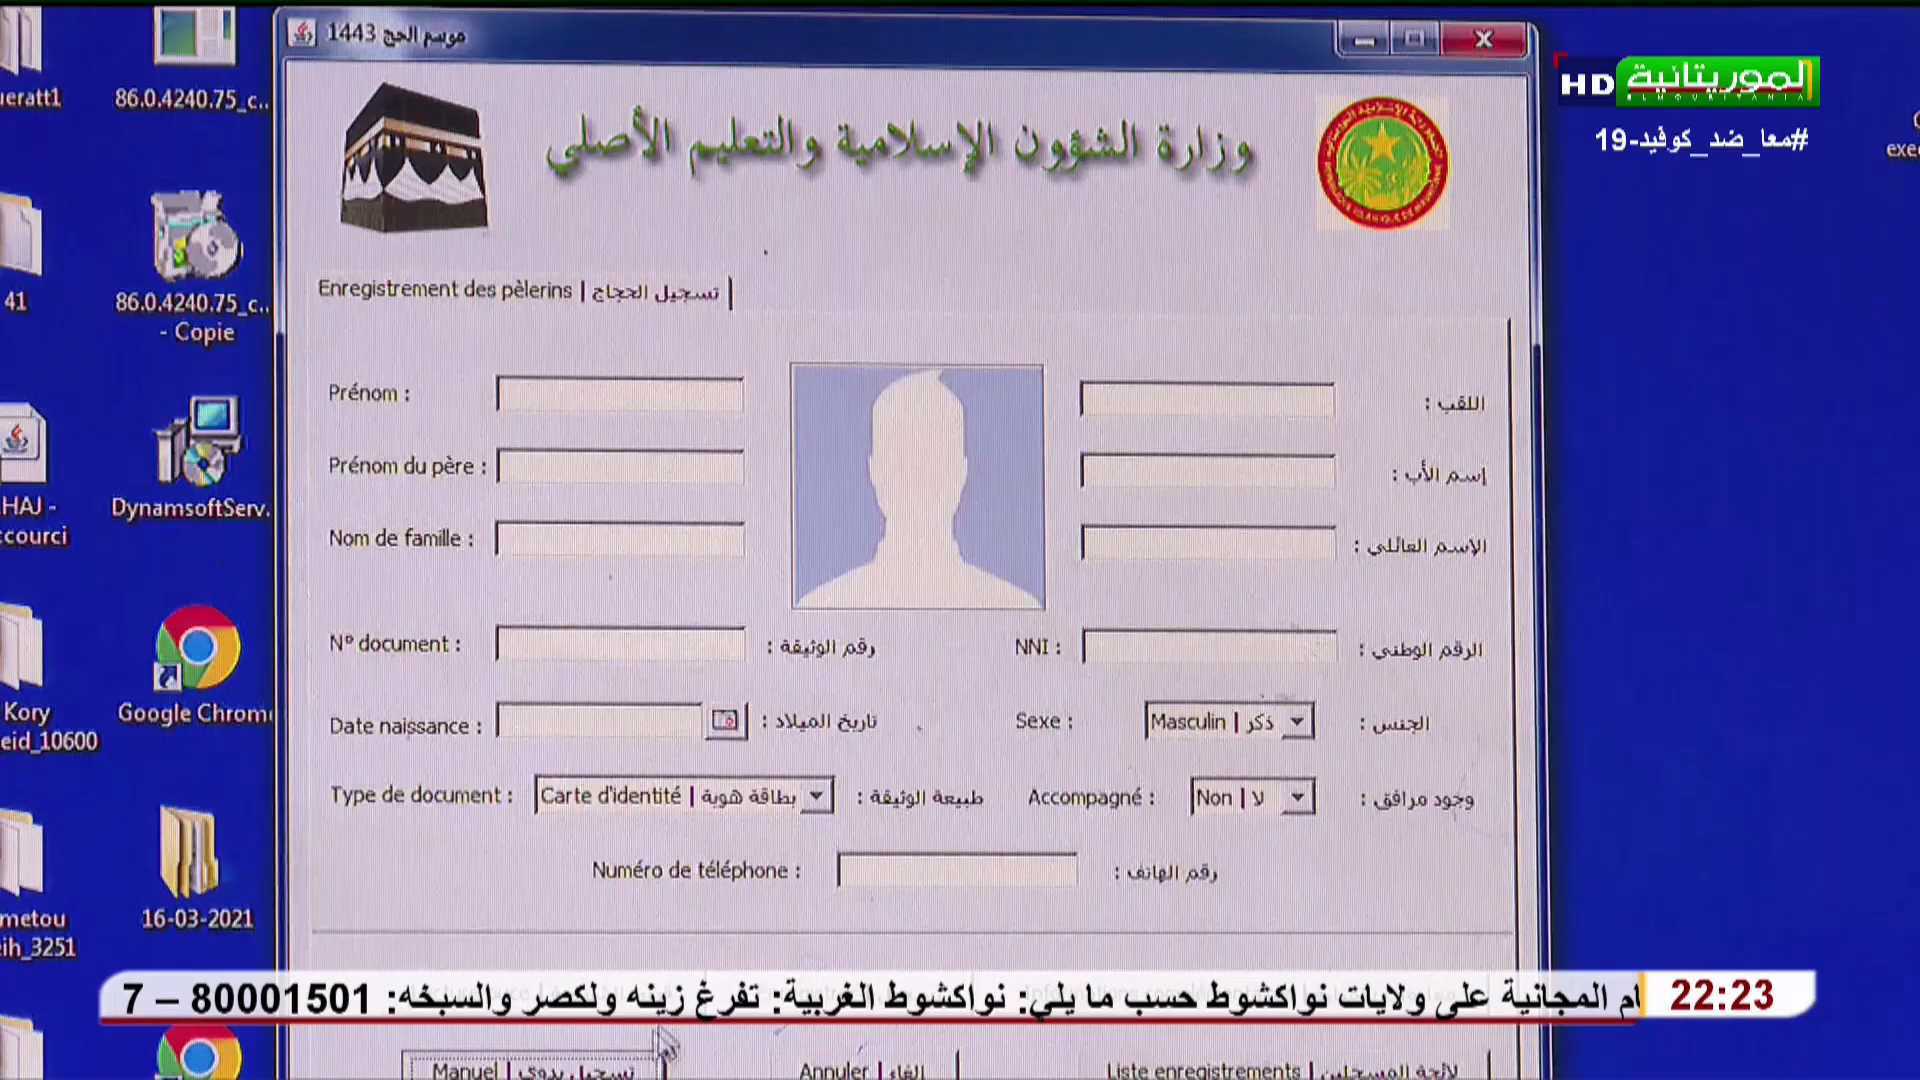 موسم الحج 1443
HD
الموريتانية
ELMOURITANIA
#معا_ضد_كوفيد-19
وزارة الشؤون الإسلامية والتعليم الأصلي
Enregistrement des pèlerins | تسجيل الحجاج
Prénom :
اللقب :
Prénom du père :
إسم الأب :
Nom de famille :
الإسم العائلي :
N° document :
رقم الوثيقة :
NNI :
الرقم الوطني :
Date naissance :
تاريخ الميلاد :
Sexe :
Masculin | ذكر
الجنس :
Type de document :
Carte d'identité | بطاقة هوية
طبيعة الوثيقة :
Accompagné :
Non | لا
وجود مرافق :
Numéro de téléphone :
رقم الهاتف :
22:23
المجانية على ولايات نواكشوط حسب ما يلي: نواكشوط الغربية: تفرغ زينه ولكصر والسبخه: 80001501 – 7
Manuel | تسجيل يدوي
Annuler | إلغاء
Liste enregistrements | لائحة المسجلين
86.0.4240.75_c..
41
86.0.4240.75_c..
- Copie
HAJ -
DynamsoftServ.
Kory
Google Chrome
eid_10600
16-03-2021
ih_3251